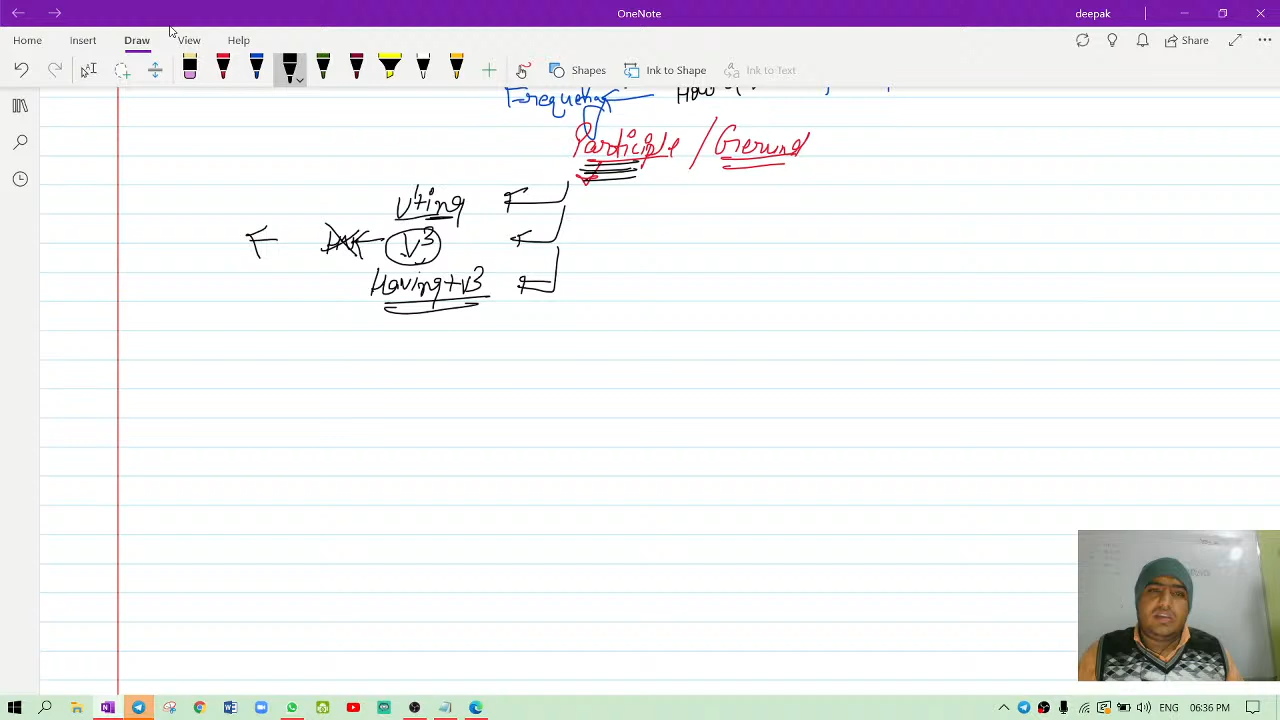 OneNote
deepak
Home Insert Draw View Help
Share
Shapes Ink to Shape Ink to Text
Participle / Gerund
V+ing
V3
Having+V3
ENG 06:36 PM